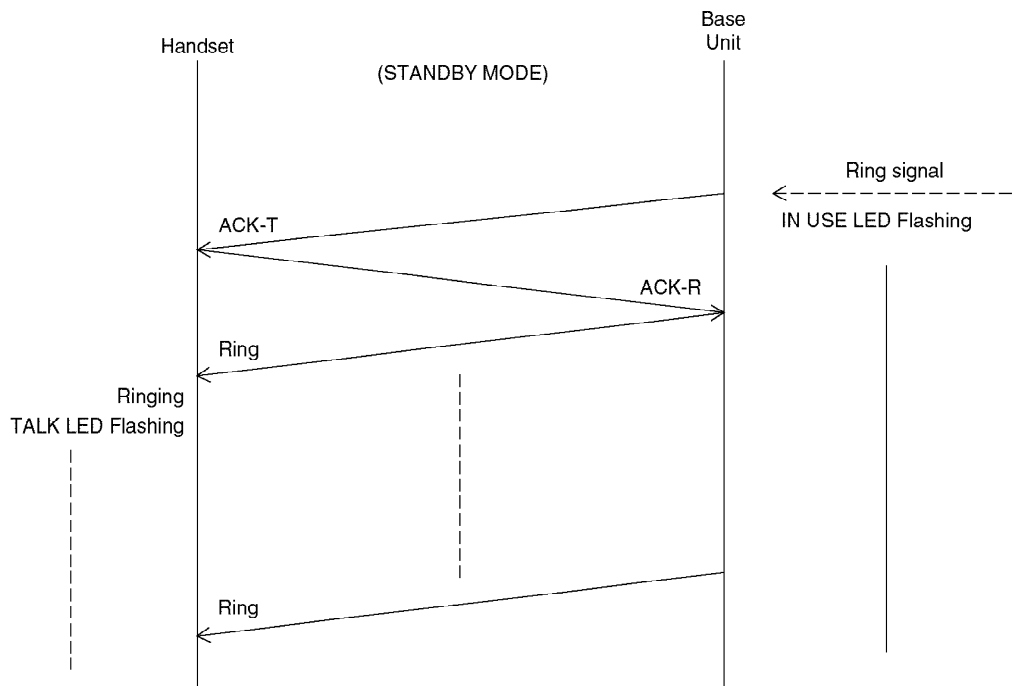 Base
Unit
Handset
(STANDBY MODE)
Ring signal
IN USE LED Flashing
ACK-T
ACK-R
Ring
Ringing
TALK LED Flashing
Ring